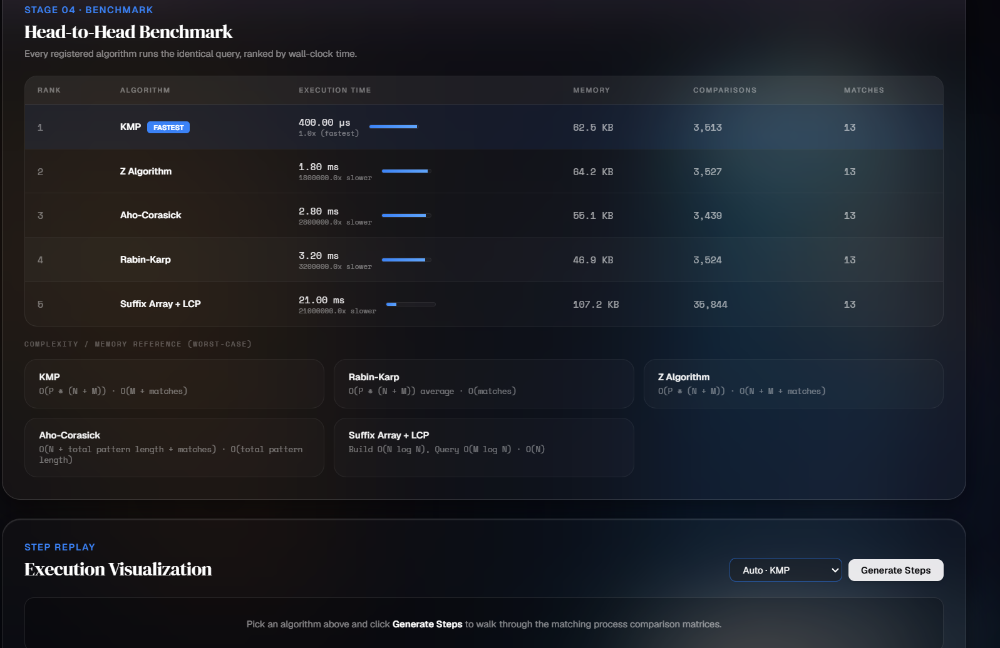 STAGE 04 · BENCHMARK
Head-to-Head Benchmark
Every registered algorithm runs the identical query, ranked by wall-clock time.
RANK ALGORITHM EXECUTION TIME MEMORY COMPARISONS MATCHES
1 KMP FASTEST 400.00 µs 62.5 KB 3,513 13
1.0x (fastest)
2 Z Algorithm 1.80 ms 64.2 KB 3,527 13
1800000.0x slower
3 Aho-Corasick 2.80 ms 55.1 KB 3,439 13
2800000.0x slower
4 Rabin-Karp 3.20 ms 46.9 KB 3,524 13
3200000.0x slower
5 Suffix Array + LCP 21.00 ms 107.2 KB 35,844 13
21000000.0x slower
COMPLEXITY / MEMORY REFERENCE (WORST-CASE)
KMP
O(P * (N + M)) · O(M + matches)
Rabin-Karp
O(P * (N + M)) average · O(matches)
Z Algorithm
O(P * (N + M)) · O(N + M + matches)
Aho-Corasick
O(N + total pattern length + matches) · O(total pattern
length)
Suffix Array + LCP
Build O(N log N). Query O(M log N) · O(N)
STEP REPLAY
Execution Visualization
Auto · KMP
Generate Steps
Pick an algorithm above and click Generate Steps to walk through the matching process comparison matrices.